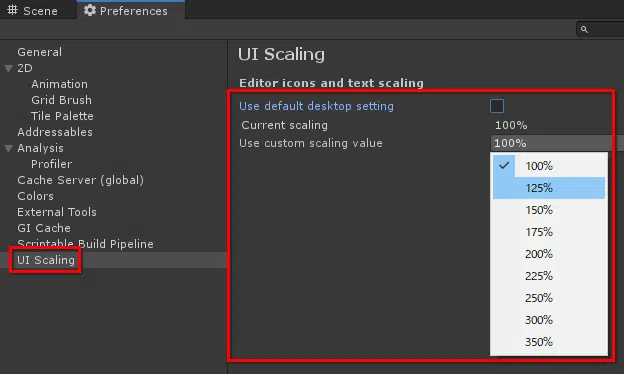 Scene
Preferences
General
2D
Animation
Grid Brush
Tile Palette
Addressables
Analysis
Profiler
Cache Server (global)
Colors
External Tools
GI Cache
Scriptable Build Pipeline
UI Scaling
UI Scaling
Editor icons and text scaling
Use default desktop setting
Current scaling 100%
Use custom scaling value 100%
100%
125%
150%
175%
200%
225%
250%
300%
350%